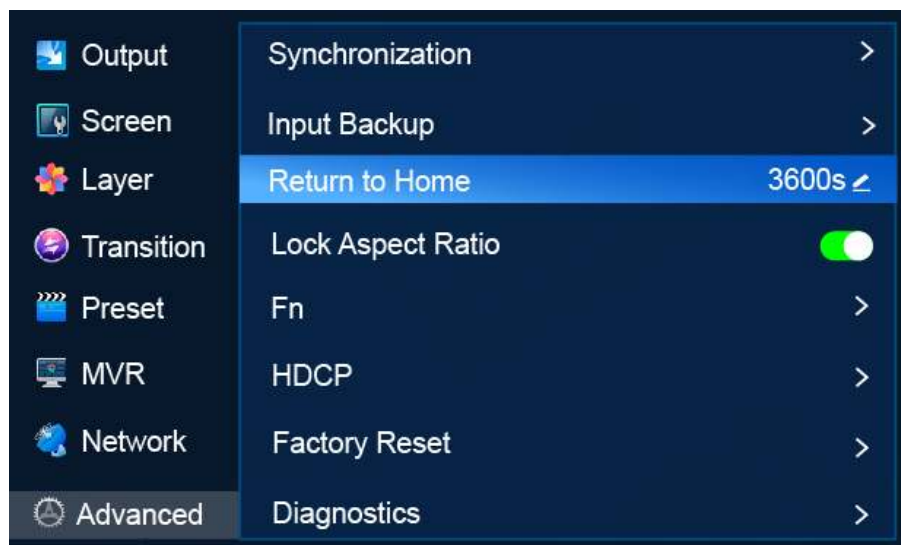 Output
Screen
Layer
Transition
Preset
MVR
Network
Advanced
Synchronization
Input Backup
Return to Home 3600s
Lock Aspect Ratio
Fn
HDCP
Factory Reset
Diagnostics